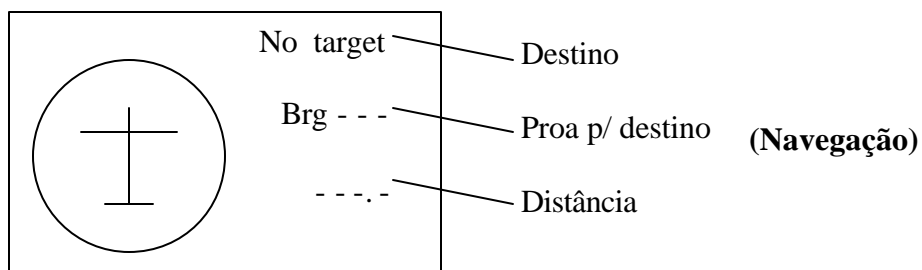 No target
Destino
Brg - - -
Proa p/ destino
(Navegação)
- - -. -
Distância